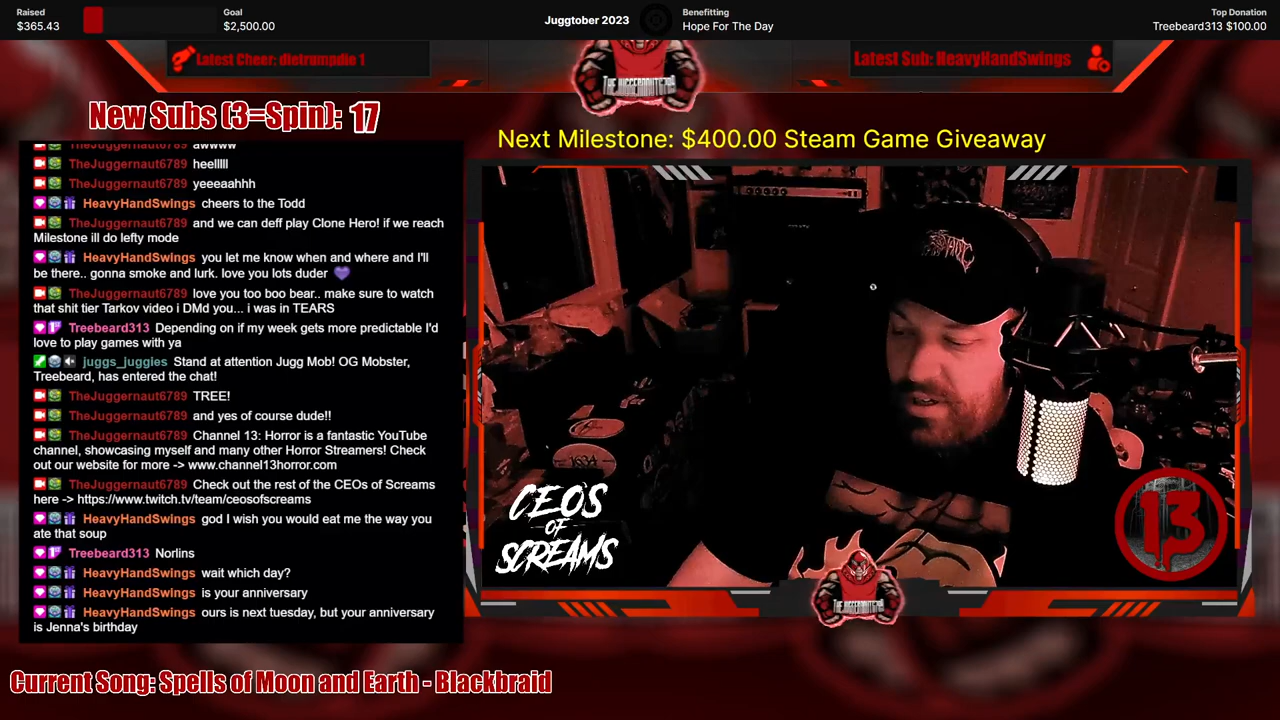 Raised
$365.43
Goal
$2,500.00
Juggtober 2023
Benefitting
Hope For The Day
Top Donation
Treebeard313 $100.00
Latest Cheer: dietrumpdio 1
THEJUGGERNAUT6789
Latest Sub: HeavyHandSwings
New Subs (3=Spin): 17
Next Milestone: $400.00 Steam Game Giveaway
TheJuggernaut6789 awwww
TheJuggernaut6789 heelllll
TheJuggernaut6789 yeeeaahhh
HeavyHandSwings cheers to the Todd
TheJuggernaut6789 and we can deff play Clone Hero! if we reach
Milestone ill do lefty mode
HeavyHandSwings you let me know when and where and I'll
be there.. gonna smoke and lurk. love you lots duder
TheJuggernaut6789 love you too boo bear.. make sure to watch
that shit tier Tarkov video i DMd you... i was in TEARS
Treebeard313 Depending on if my week gets more predictable I'd
love to play games with ya
juggs_juggies Stand at attention Jugg Mob! OG Mobster,
Treebeard, has entered the chat!
TheJuggernaut6789 TREE!
TheJuggernaut6789 and yes of course dude!!
TheJuggernaut6789 Channel 13: Horror is a fantastic YouTube
channel, showcasing myself and many other Horror Streamers! Check
out our website for more -> www.channel13horror.com
TheJuggernaut6789 Check out the rest of the CEOs of Screams
here -> https://www.twitch.tv/team/ceosofscreams
HeavyHandSwings god I wish you would eat me the way you
ate that soup
Treebeard313 Norlins
HeavyHandSwings wait which day?
HeavyHandSwings is your anniversary
HeavyHandSwings ours is next tuesday, but your anniversary
is Jenna's birthday
CEOS
OF
SCREAMS
13
THEJUGGERNAUT6789
Current Song: Spells of Moon and Earth - Blackbraid